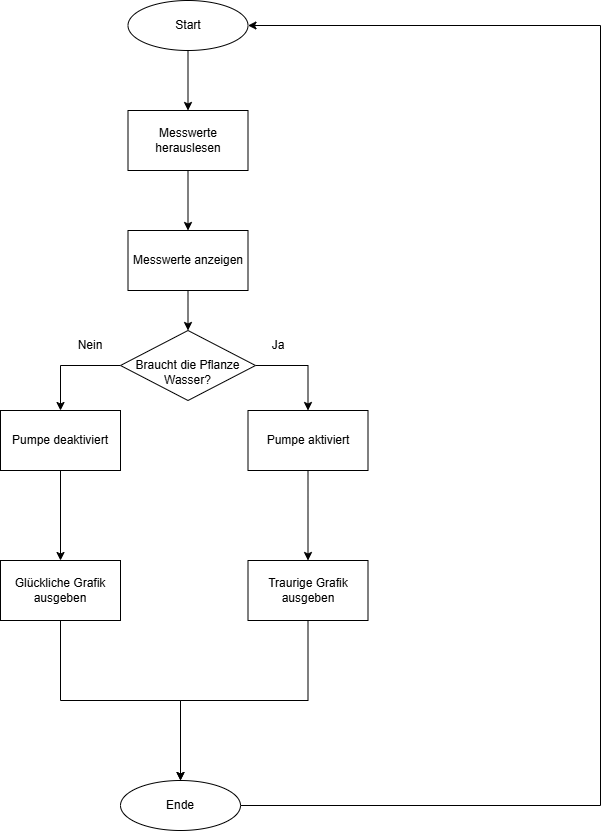 Start
Messwerte
herauslesen
Messwerte anzeigen
Nein
Ja
Braucht die Pflanze
Wasser?
Pumpe deaktiviert
Pumpe aktiviert
Glückliche Grafik
ausgeben
Traurige Grafik
ausgeben
Ende